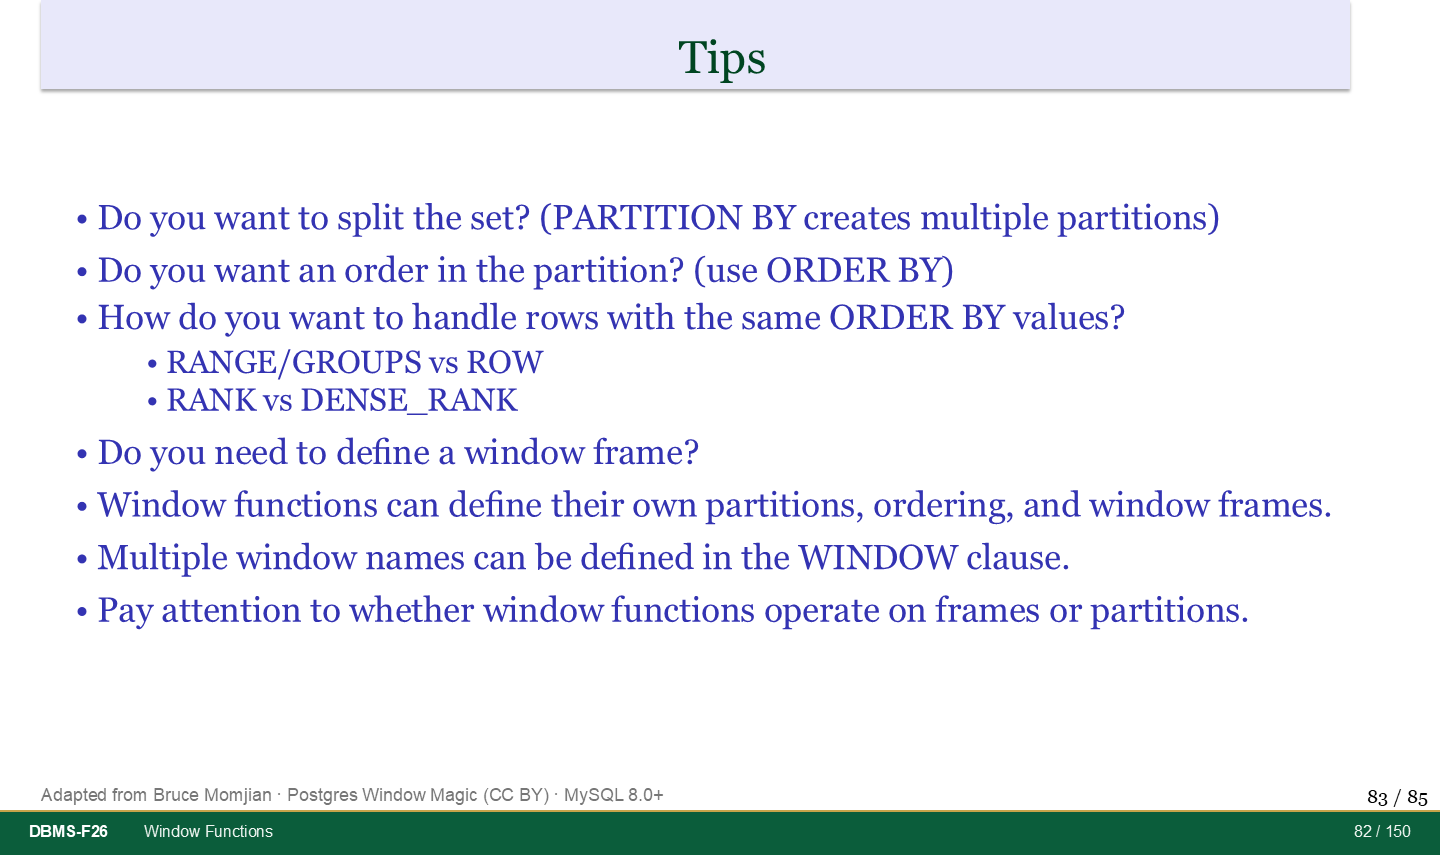 Tips
• Do you want to split the set? (PARTITION BY creates multiple partitions)
• Do you want an order in the partition? (use ORDER BY)
• How do you want to handle rows with the same ORDER BY values?
• RANGE/GROUPS vs ROW
• RANK vs DENSE_RANK
• Do you need to define a window frame?
• Window functions can define their own partitions, ordering, and window frames.
• Multiple window names can be defined in the WINDOW clause.
• Pay attention to whether window functions operate on frames or partitions.
Adapted from Bruce Momjian · Postgres Window Magic (CC BY) · MySQL 8.0+
83 / 85
DBMS-F26 Window Functions 82 / 150